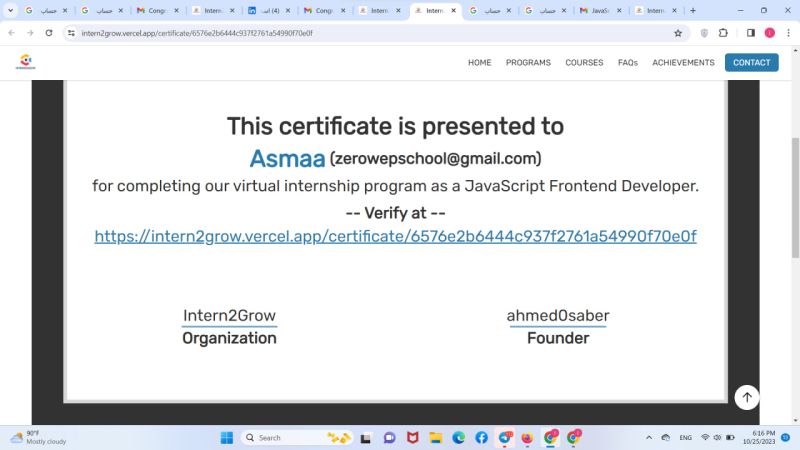 حساب
حساب
Congr
Intern
(4) انت
Congr
Intern
Intern
حساب
حساب
JavaS
Intern
intern2grow.vercel.app/certificate/6576e2b6444c937f2761a54990f70e0f
HOME PROGRAMS COURSES FAQs ACHIEVEMENTS CONTACT
This certificate is presented to
Asmaa (zerowepschool@gmail.com)
for completing our virtual internship program as a JavaScript Frontend Developer.
-- Verify at --
https://intern2grow.vercel.app/certificate/6576e2b6444c937f2761a54990f70e0f
Intern2Grow
Organization
ahmed0saber
Founder
90°F
Mostly cloudy
Search
ENG
6:16 PM
10/25/2023